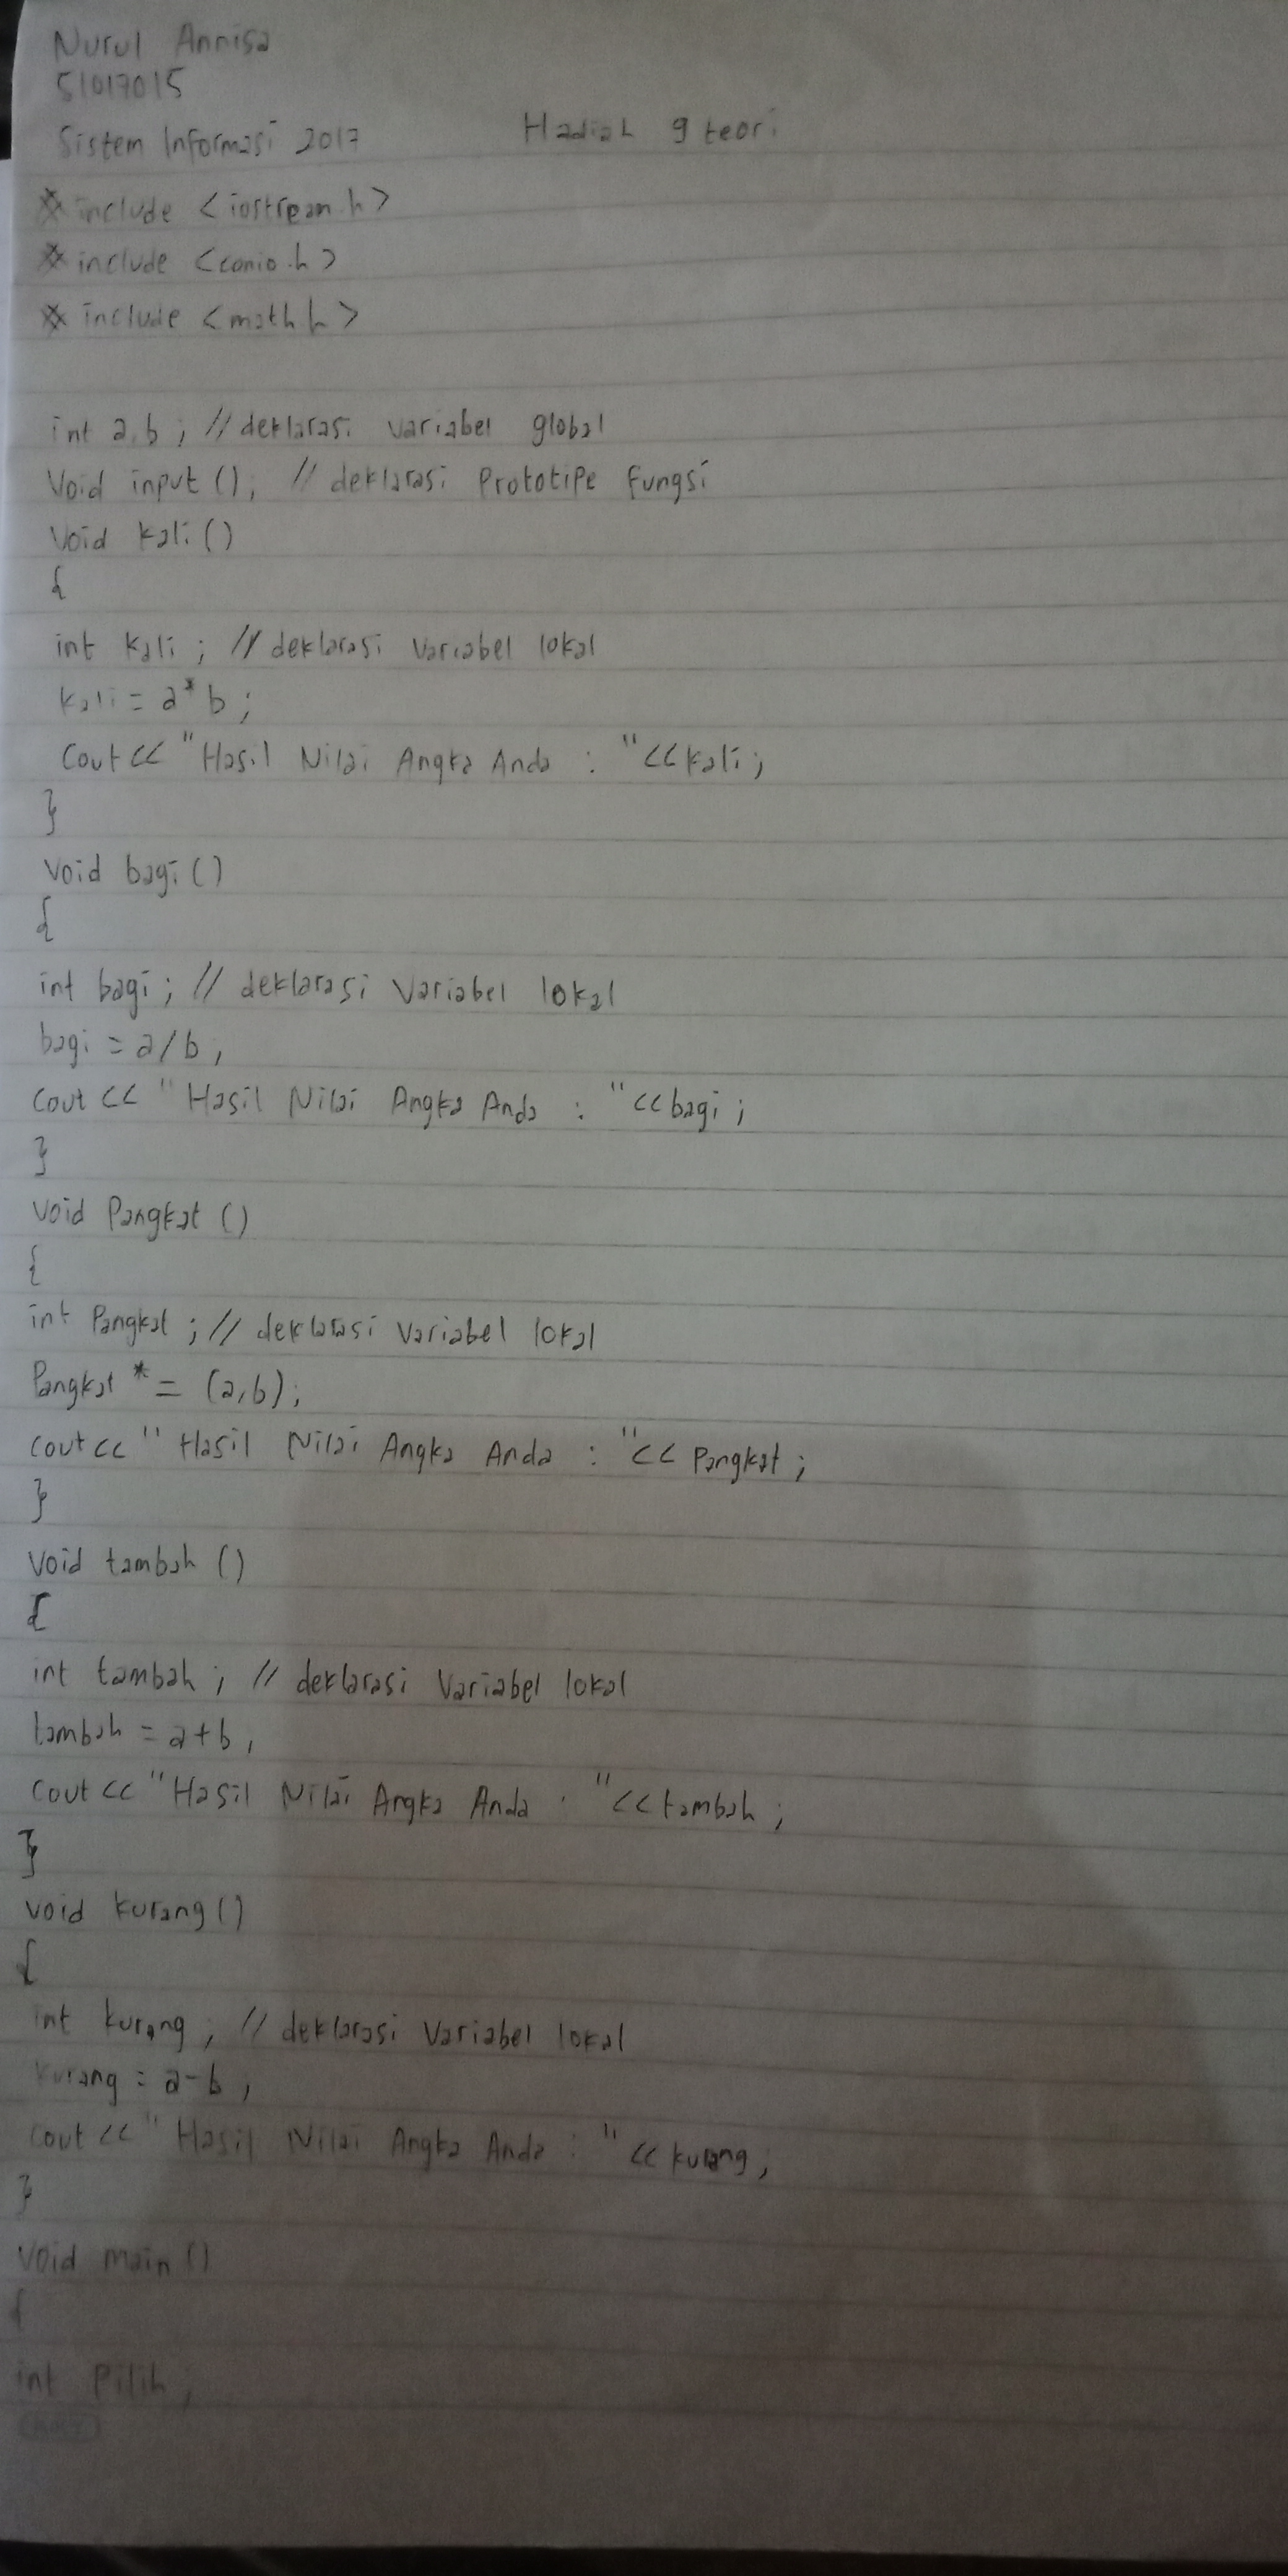 Nurul Annisa
51017015
Sistem Informasi 2017
Hadiah 9 teori
# include <iostream.h>
# include <conio.h>
# include <math.h>
int a,b ; // deklarasi variabel global
Void input (); // deklarasi Prototipe Fungsi
Void kali ()
{
int kali ; // deklarasi variabel lokal
kali = a*b ;
Cout << "Hasil Nilai Angka Anda : "<<kali ;
}
Void bagi ()
{
int bagi ; // deklarasi Variabel lokal
bagi = a/b ,
Cout << "Hasil Nilai Angka Anda : "<<bagi ;
}
Void Pangkat ()
{
int Pangkat ; // deklarasi variabel lokal
Pangkat *= (a,b);
cout << " Hasil Nilai Angka Anda : "<< Pangkat ;
}
Void tambah ()
{
int tambah ; // deklarasi Variabel lokal
tambah = a+b ,
Cout << "Hasil Nilai Angka Anda : "<<tambah ;
}
Void kurang ()
{
int kurang , // deklarasi Variabel lokal
kurang = a-b ,
Cout << " Hasil Nilai Angka Anda : "<< kurang ,
}
Void main ()
{
int Pilih ;